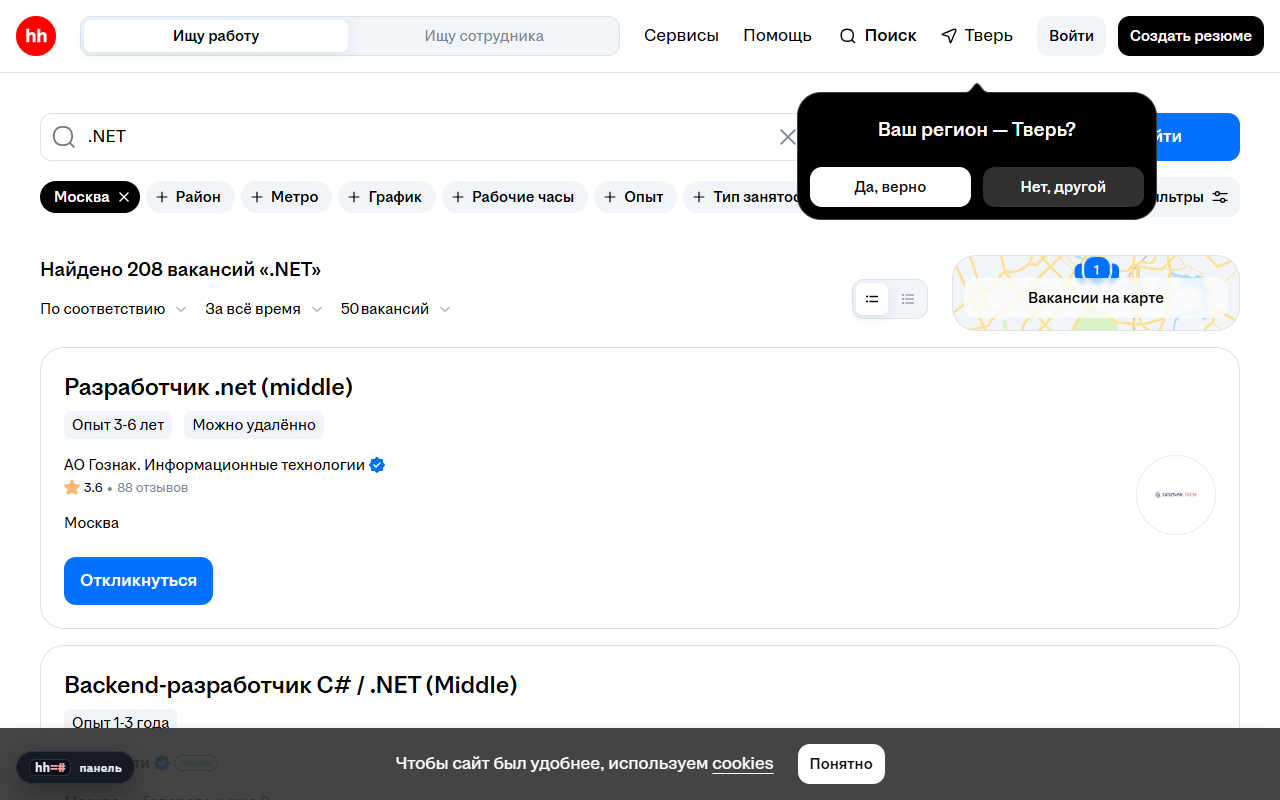 hh
Ищу работу
Ищу сотрудника
Сервисы
Помощь
Поиск
Тверь
Войти
Создать резюме
.NET
йти
Ваш регион — Тверь?
Да, верно
Нет, другой
Москва
Район
Метро
График
Рабочие часы
Опыт
Тип занятос
льтры
Найдено 208 вакансий «.NET»
По соответствию
За всё время
50 вакансий
1
Вакансии на карте
Разработчик .net (middle)
Опыт 3-6 лет
Можно удалённо
АО Гознак. Информационные технологии
3.6 • 88 отзывов
GOZNAK TECH
Москва
Откликнуться
Backend-разработчик C# / .NET (Middle)
Опыт 1-3 года
Онлайн
Чтобы сайт был удобнее, используем cookies
Понятно
hh=# панель